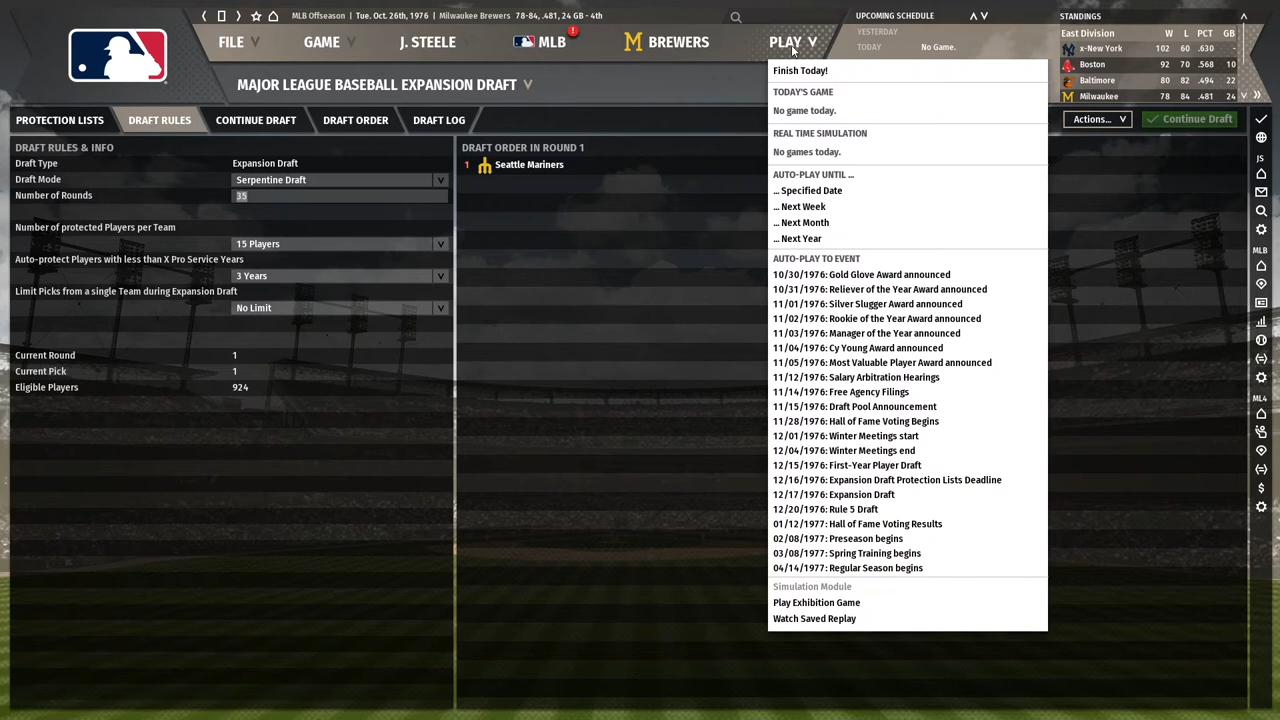 MLB Offseason | Tue. Oct. 26th, 1976 | Milwaukee Brewers 78-84, .481, 24 GB - 4th
UPCOMING SCHEDULE
YESTERDAY
TODAY No Game.
STANDINGS
East Division W L PCT GB
x-New York 102 60 .630 -
Boston 92 70 .568 10
Baltimore 80 82 .494 22
Milwaukee 78 84 .481 24
FILE GAME J. STEELE MLB BREWERS PLAY
MAJOR LEAGUE BASEBALL EXPANSION DRAFT
PROTECTION LISTS DRAFT RULES CONTINUE DRAFT DRAFT ORDER DRAFT LOG Actions... Continue Draft
DRAFT RULES & INFO
Draft Type Expansion Draft
Draft Mode Serpentine Draft
Number of Rounds 35
Number of protected Players per Team
15 Players
Auto-protect Players with less than X Pro Service Years
3 Years
Limit Picks from a single Team during Expansion Draft
No Limit
Current Round 1
Current Pick 1
Eligible Players 924
DRAFT ORDER IN ROUND 1
1 Seattle Mariners
Finish Today!
TODAY'S GAME
No game today.
REAL TIME SIMULATION
No games today.
AUTO-PLAY UNTIL ...
... Specified Date
... Next Week
... Next Month
... Next Year
AUTO-PLAY TO EVENT
10/30/1976: Gold Glove Award announced
10/31/1976: Reliever of the Year Award announced
11/01/1976: Silver Slugger Award announced
11/02/1976: Rookie of the Year Award announced
11/03/1976: Manager of the Year announced
11/04/1976: Cy Young Award announced
11/05/1976: Most Valuable Player Award announced
11/12/1976: Salary Arbitration Hearings
11/14/1976: Free Agency Filings
11/15/1976: Draft Pool Announcement
11/28/1976: Hall of Fame Voting Begins
12/01/1976: Winter Meetings start
12/04/1976: Winter Meetings end
12/15/1976: First-Year Player Draft
12/16/1976: Expansion Draft Protection Lists Deadline
12/17/1976: Expansion Draft
12/20/1976: Rule 5 Draft
01/12/1977: Hall of Fame Voting Results
02/08/1977: Preseason begins
03/08/1977: Spring Training begins
04/14/1977: Regular Season begins
Simulation Module
Play Exhibition Game
Watch Saved Replay
JS
MLB
ML4